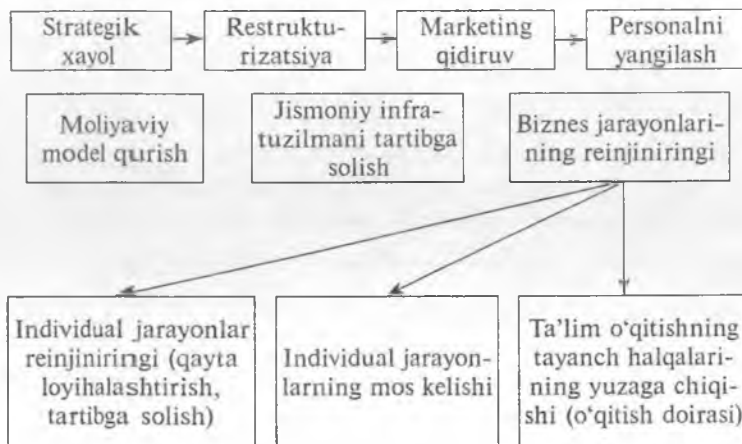 Strategik
xayol
Restruktu-
rizatsiya
Marketing
qidiruv
Personalni
yangilash
Moliyaviy
model qurish
Jismoniy infra-
tuzilmani tartibga
solish
Biznes jarayonlari-
ning reinjiniringi
Individual jarayonlar
reinjiniringi (qayta
loyihalashtirish,
tartibga solish)
Individual jarayon-
larning mos kelishi
Ta’lim o‘qitishning
tayanch halqalari-
ning yuzaga chiqi-
shi (o‘qitish doirasi)